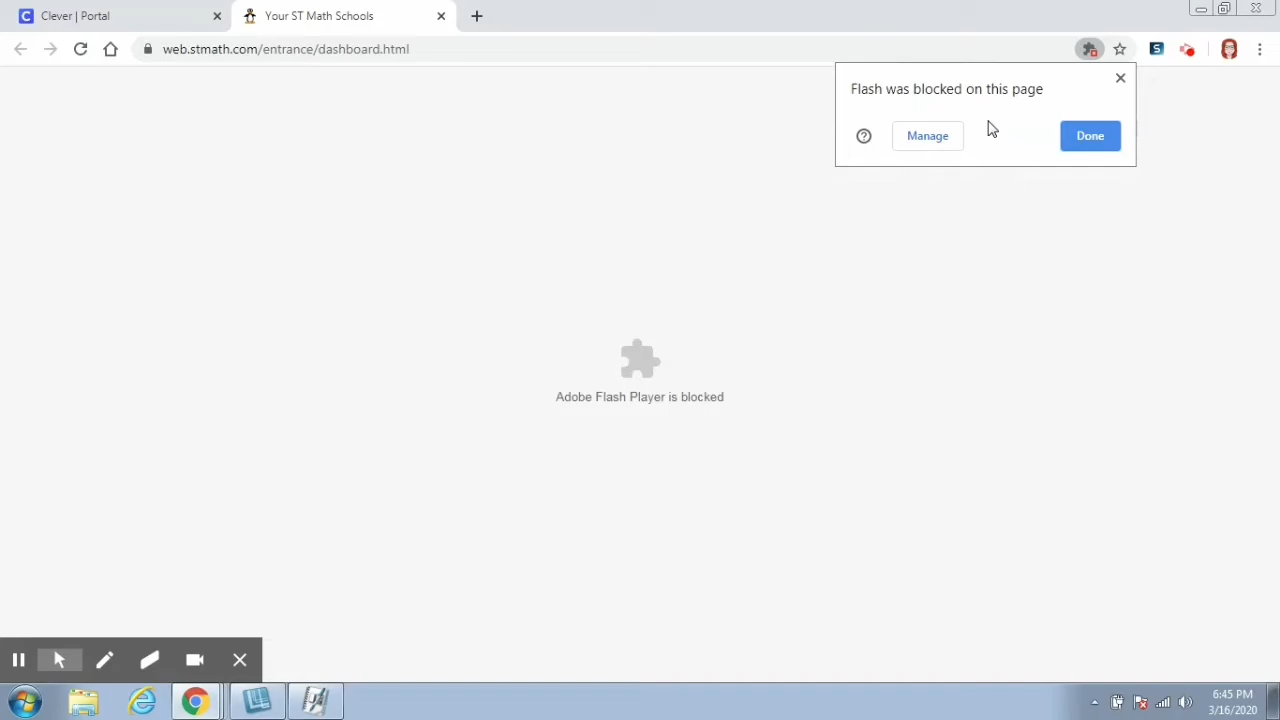 Clever | Portal
Your ST Math Schools
web.stmath.com/entrance/dashboard.html
Flash was blocked on this page
Manage
Done
Adobe Flash Player is blocked
6:45 PM
3/16/2020